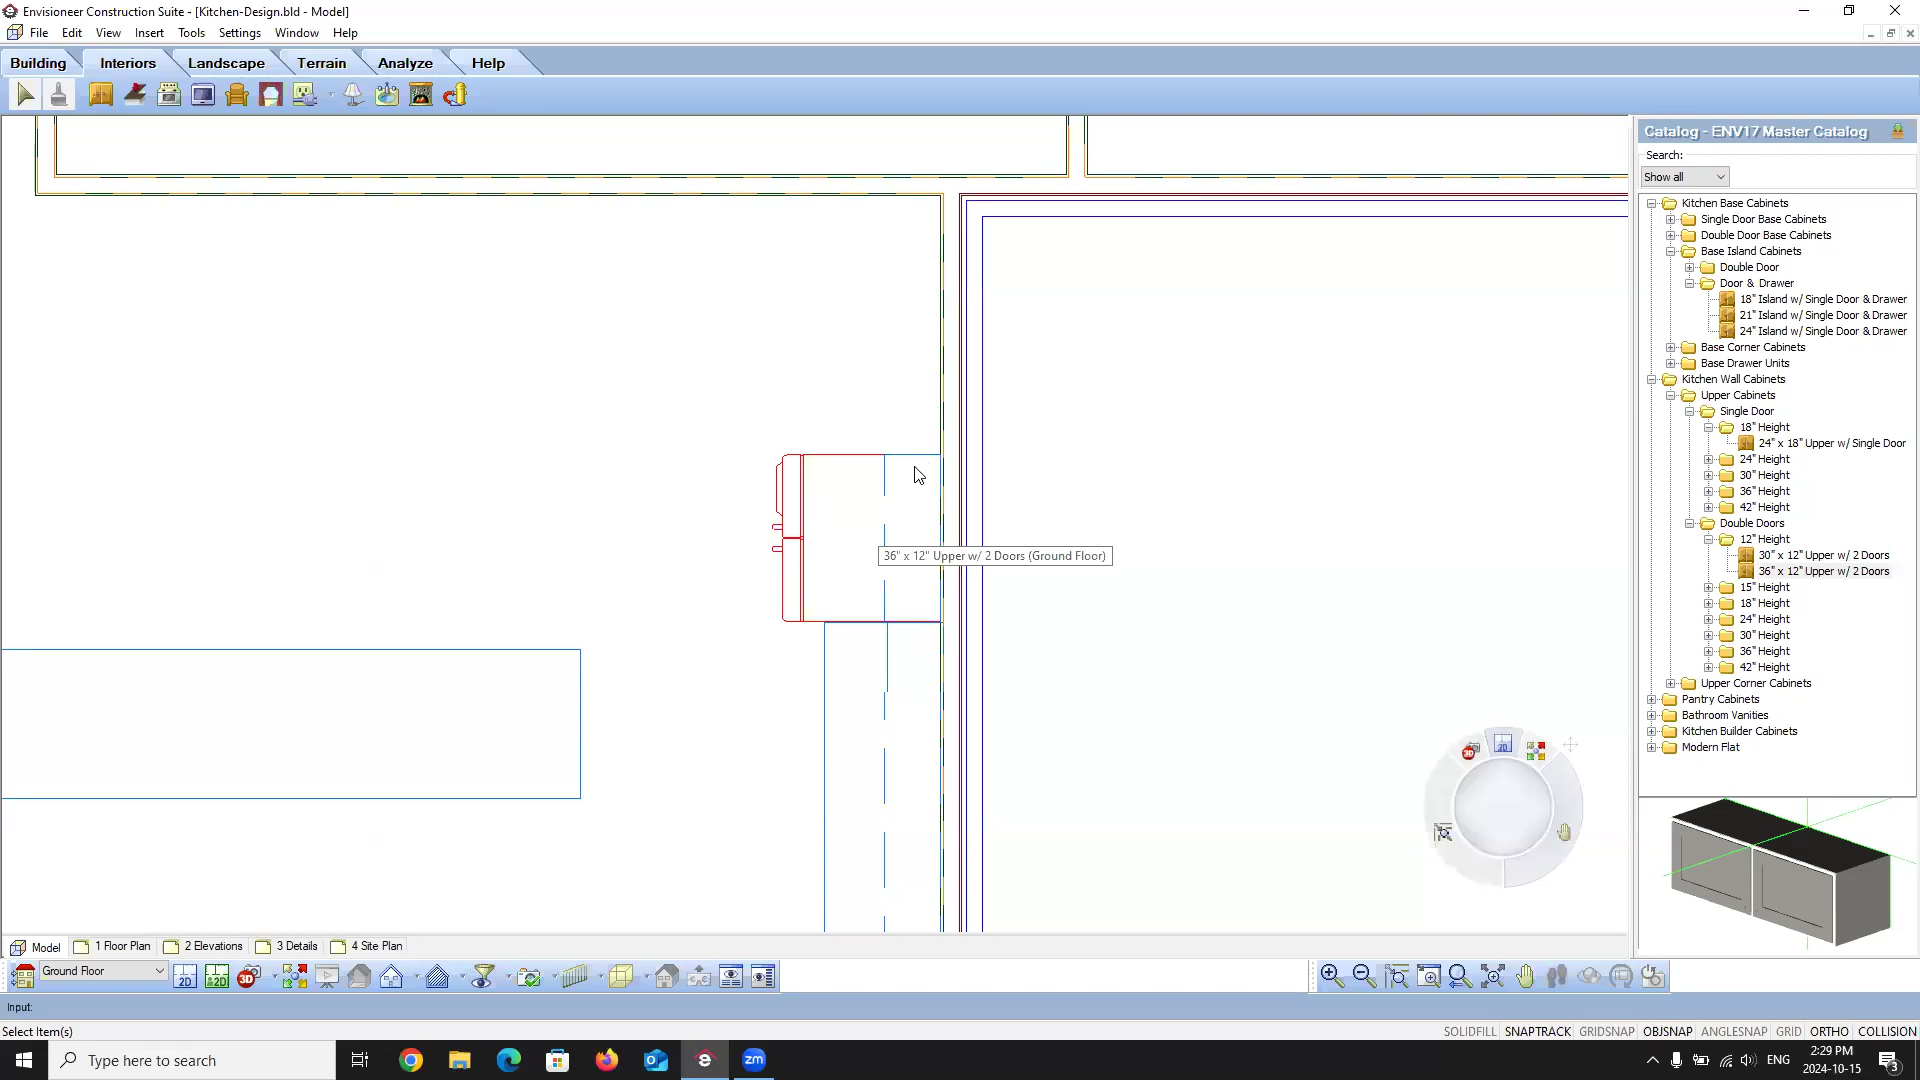 Envisioneer Construction Suite - [Kitchen-Design.bld - Model]
File Edit View Insert Tools Settings Window Help
Building Interiors Landscape Terrain Analyze Help
Catalog - ENV17 Master Catalog
Search:
Show all
Kitchen Base Cabinets
Single Door Base Cabinets
Double Door Base Cabinets
Base Island Cabinets
Double Door
Door & Drawer
18" Island w/ Single Door & Drawer
21" Island w/ Single Door & Drawer
24" Island w/ Single Door & Drawer
Base Corner Cabinets
Base Drawer Units
Kitchen Wall Cabinets
Upper Cabinets
Single Door
18" Height
24" x 18" Upper w/ Single Door
24" Height
30" Height
36" Height
42" Height
Double Doors
12" Height
30" x 12" Upper w/ 2 Doors
36" x 12" Upper w/ 2 Doors
15" Height
18" Height
24" Height
30" Height
36" Height
42" Height
Upper Corner Cabinets
Pantry Cabinets
Bathroom Vanities
Kitchen Builder Cabinets
Modern Flat
36" x 12" Upper w/ 2 Doors (Ground Floor)
3D 2D
Model 1 Floor Plan 2 Elevations 3 Details 4 Site Plan
Ground Floor 2D 2D 3D
Input:
Select Item(s) SOLIDFILL SNAPTRACK GRIDSNAP OBJSNAP ANGLESNAP GRID ORTHO COLLISION
Type here to search zm ENG 2:29 PM
2024-10-15 3